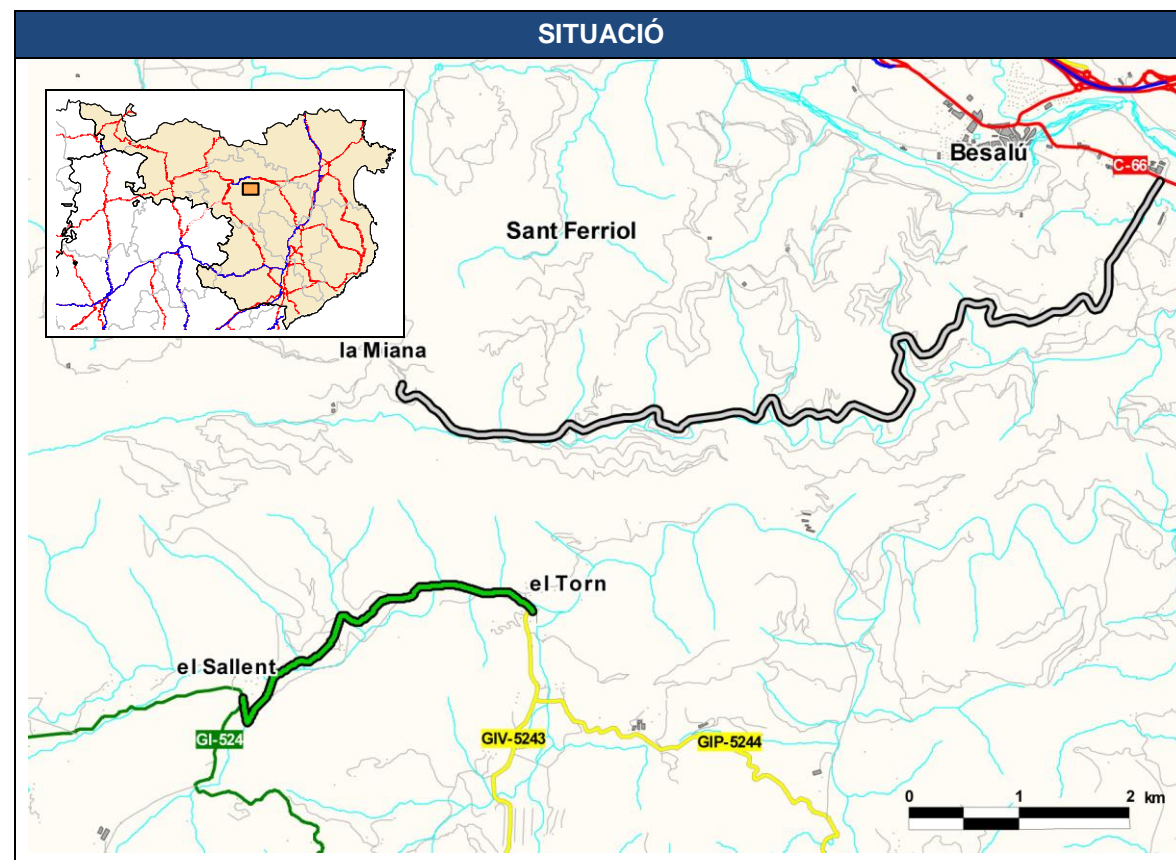 SITUACIÓ
Besalú
C-66
Sant Ferriol
la Miana
el Torn
el Sallent
GI-524
GIV-5243
GIP-5244
0 1 2 km